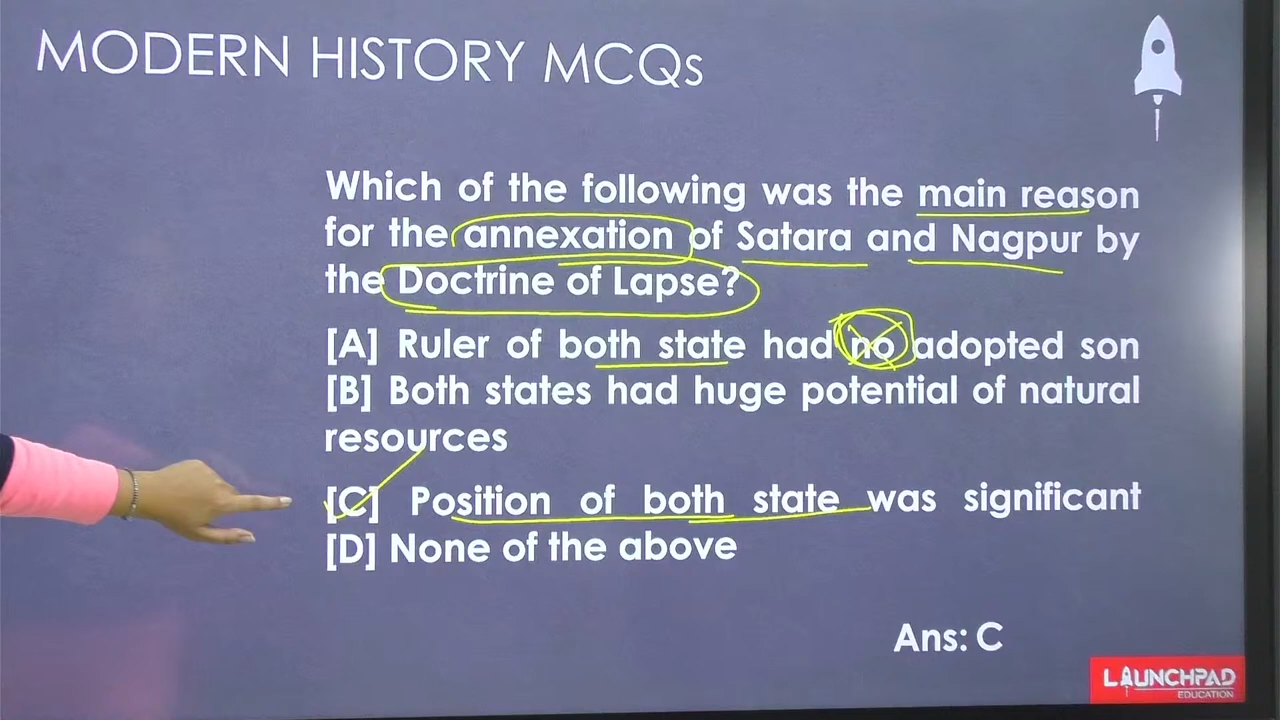 MODERN HISTORY MCQs
Which of the following was the main reason
for the annexation of Satara and Nagpur by
the Doctrine of Lapse?
[A] Ruler of both state had no adopted son
[B] Both states had huge potential of natural
resources
[C] Position of both state was significant
[D] None of the above
Ans: C
LAUNCHPAD
EDUCATION